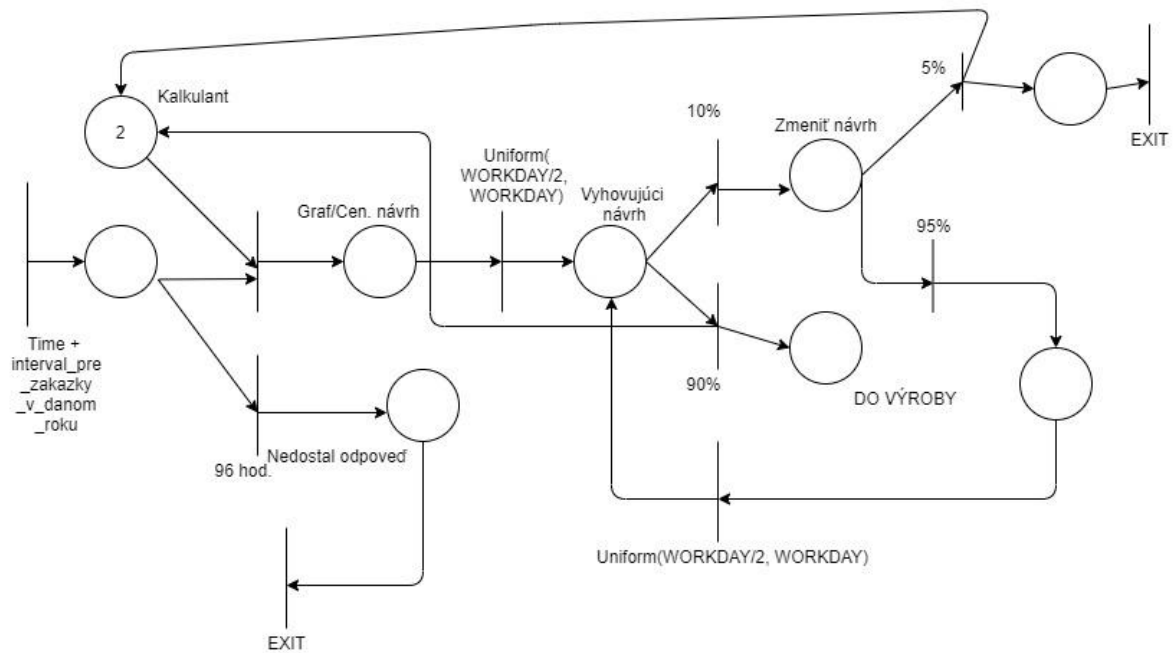 5%
Kalkulant
10%
Zmeniť návrh
2
EXIT
Uniform(
WORKDAY/2,
WORKDAY)
Vyhovujúci
návrh
Graf/Cen. návrh
95%
Time +
interval_pre
_zakazky
_v_danom
_roku
90%
DO VÝROBY
96 hod.
Nedostal odpoveď
Uniform(WORKDAY/2, WORKDAY)
EXIT